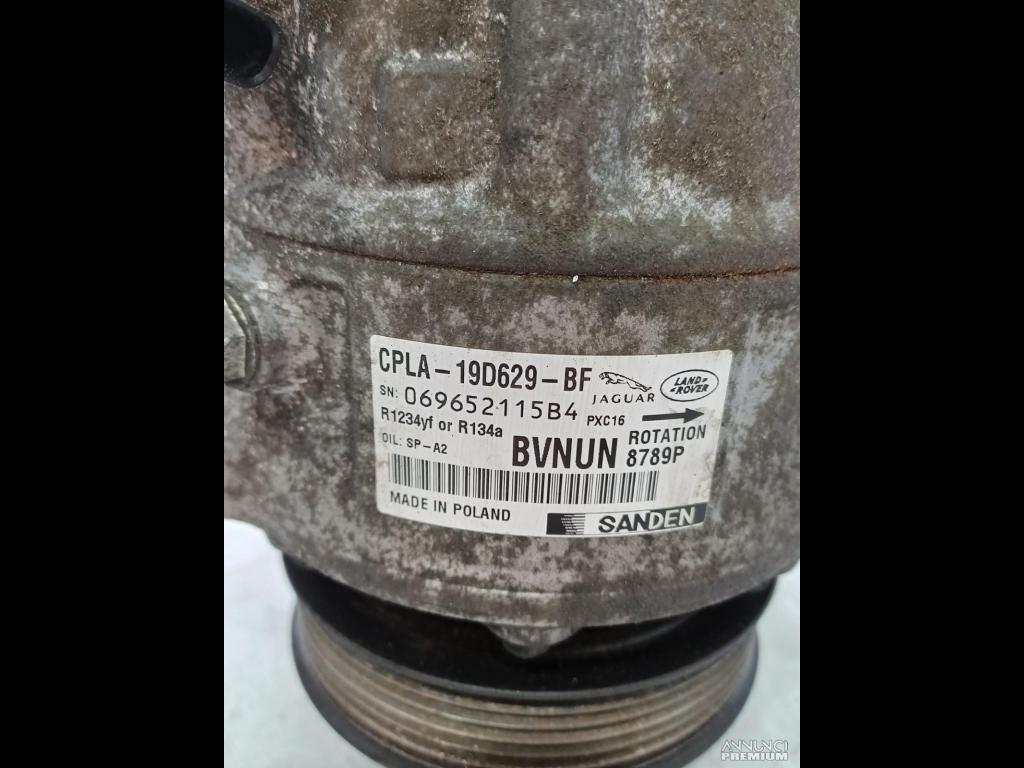 CPLA-19D629-BF
JAGUAR
LAND ROVER
SN: 069652115B4
PXC16
R1234yf or R134a
ROTATION
OIL: SP-A2
BVNUN
8789P
MADE IN POLAND
SANDEN
ANNUNCI
PREMIUM